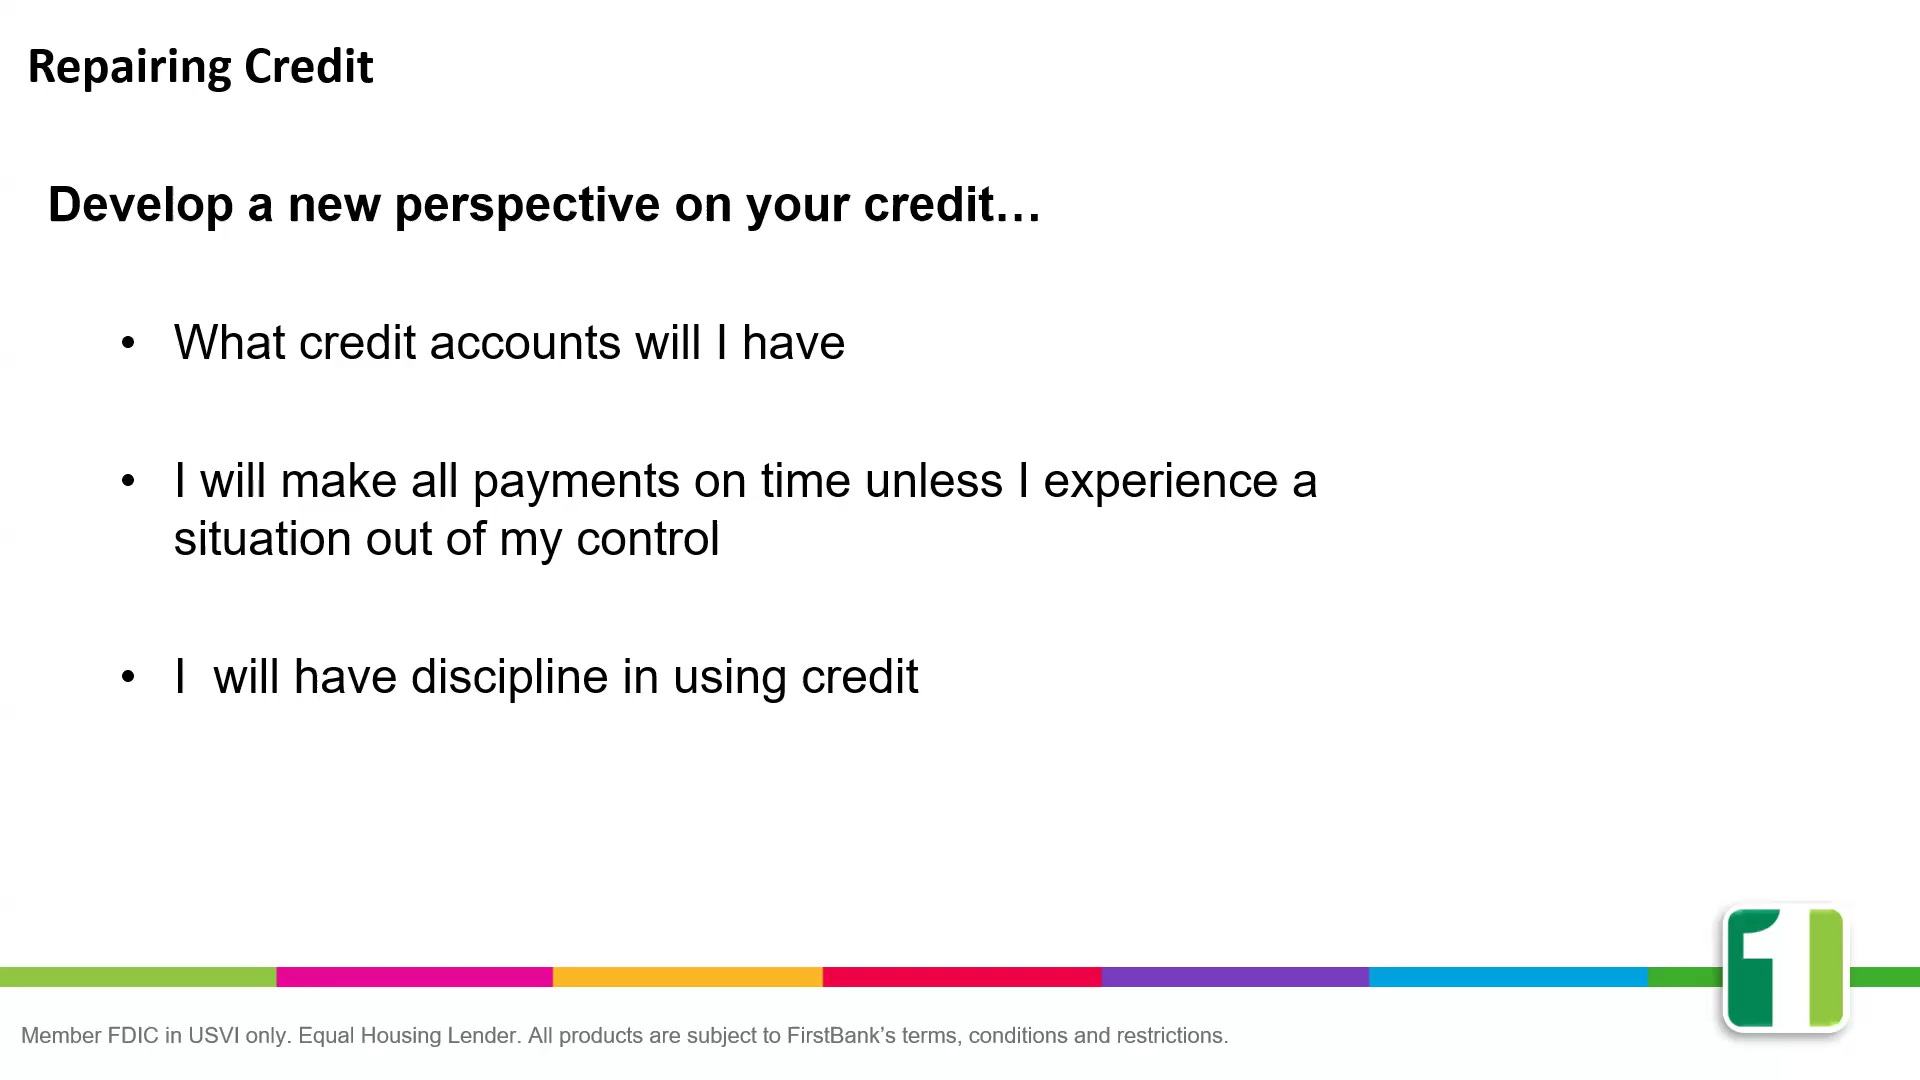 Repairing Credit
Develop a new perspective on your credit…
• What credit accounts will I have
• I will make all payments on time unless I experience a
situation out of my control
• I  will have discipline in using credit
1
Member FDIC in USVI only. Equal Housing Lender. All products are subject to FirstBank’s terms, conditions and restrictions.